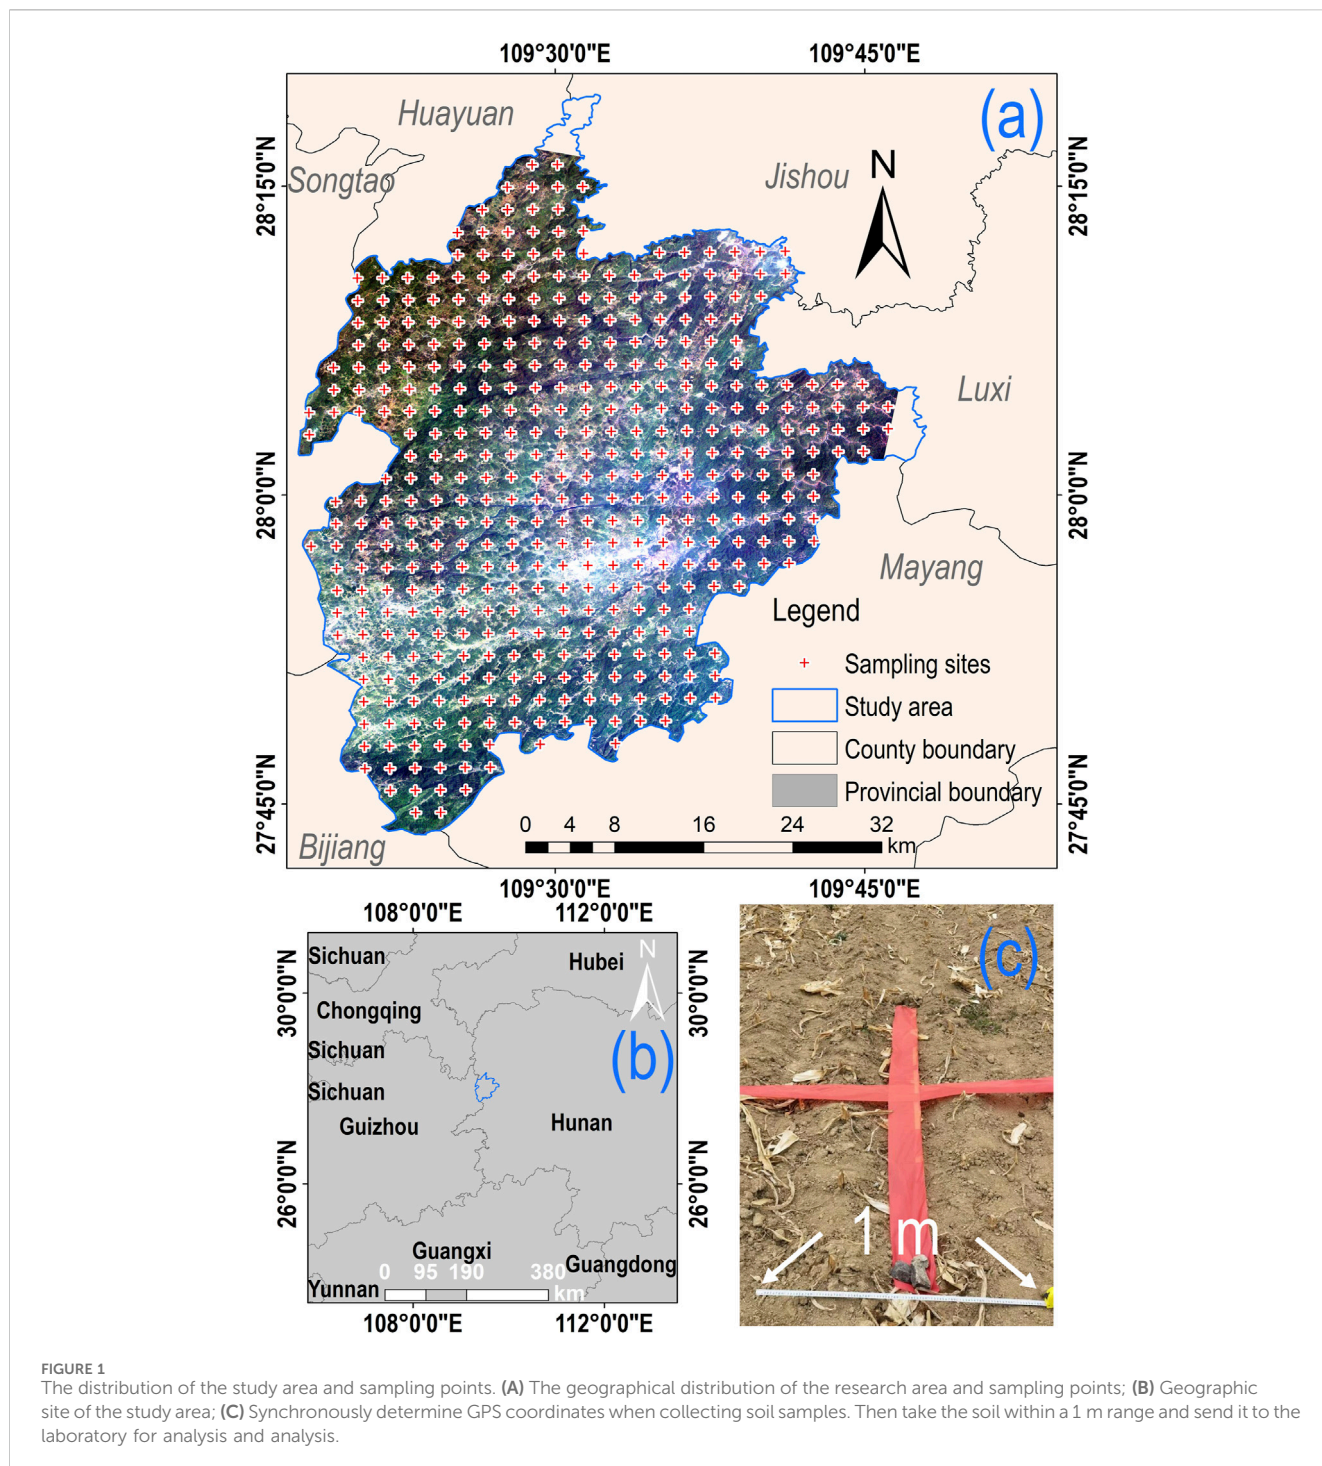 109°30'0"E 109°45'0"E
(a)
Huayuan
N
28°15'0"N
Songtao
Jishou
28°15'0"N
Luxi
28°0'0"N
28°0'0"N
Mayang
Legend
Sampling sites
Study area
County boundary
Provincial boundary
27°45'0"N
27°45'0"N
0 4 8 16 24 32
km
Bijiang
109°30'0"E 109°45'0"E
108°0'0"E 112°0'0"E
Sichuan
N
Hubei
30°0'0"N
30°0'0"N
Chongqing
(b)
Sichuan
Sichuan
Guizhou
Hunan
26°0'0"N
26°0'0"N
Guangxi
Guangdong
0 95 190 380
km
Yunnan
108°0'0"E 112°0'0"E
(c)
1 m
FIGURE 1
The distribution of the study area and sampling points. (A) The geographical distribution of the research area and sampling points; (B) Geographic
site of the study area; (C) Synchronously determine GPS coordinates when collecting soil samples. Then take the soil within a 1 m range and send it to the
laboratory for analysis and analysis.